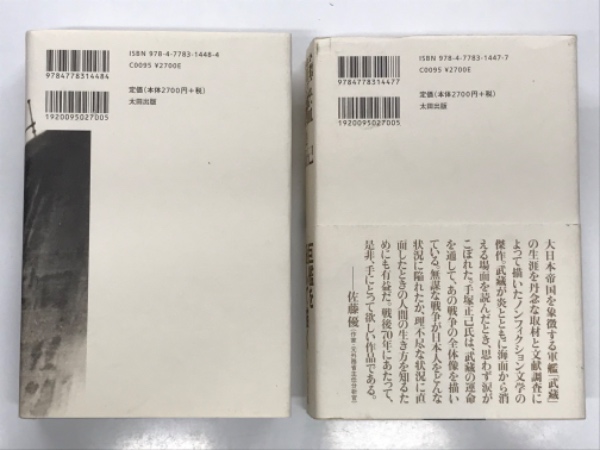 ISBN 978-4-7783-1448-4
C0095 ¥2700E
9784778314484
定価(本体2700円+税)
太田出版
1920095027005
ISBN 978-4-7783-1447-7
C0095 ¥2700E
9784778314477
定価(本体2700円+税)
太田出版
1920095027005
大日本帝国を象徴する軍艦「武蔵」
の生涯を丹念な取材と文献調査に
よって描いたノンフィクション文学の
傑作。武蔵が炎とともに海面から消
える場面を読んだとき、思わず涙が
こぼれた。手塚正己氏は、武蔵の運命
を通して、あの戦争の全体像を描い
ている。無謀な戦争が日本人をどんな
状況に陥れたか、理不尽な状況に直
面したときの人間の生き方を知るた
めにも有益だ。戦後70年にあたって、
是非、手にとって欲しい作品である。
――佐藤優(作家・元外務省主任分析官)